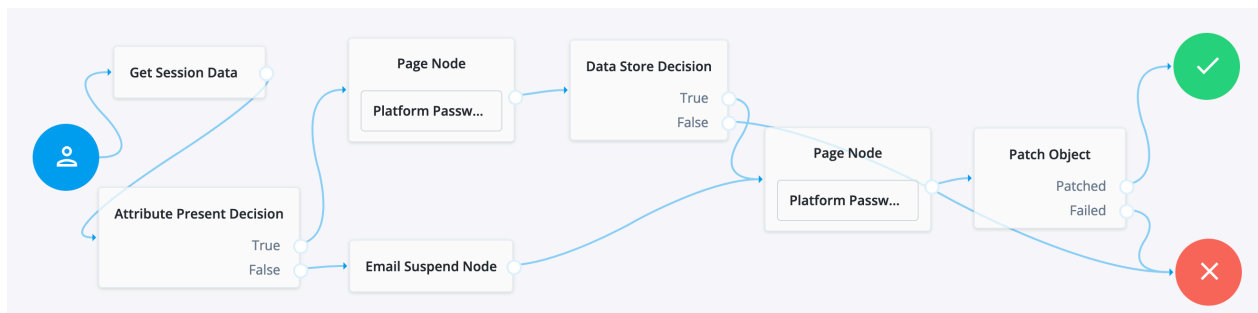 Get Session Data
Attribute Present Decision
True
False
Page Node
Platform Passw...
Email Suspend Node
Data Store Decision
True
False
Page Node
Platform Passw...
Patch Object
Patched
Failed